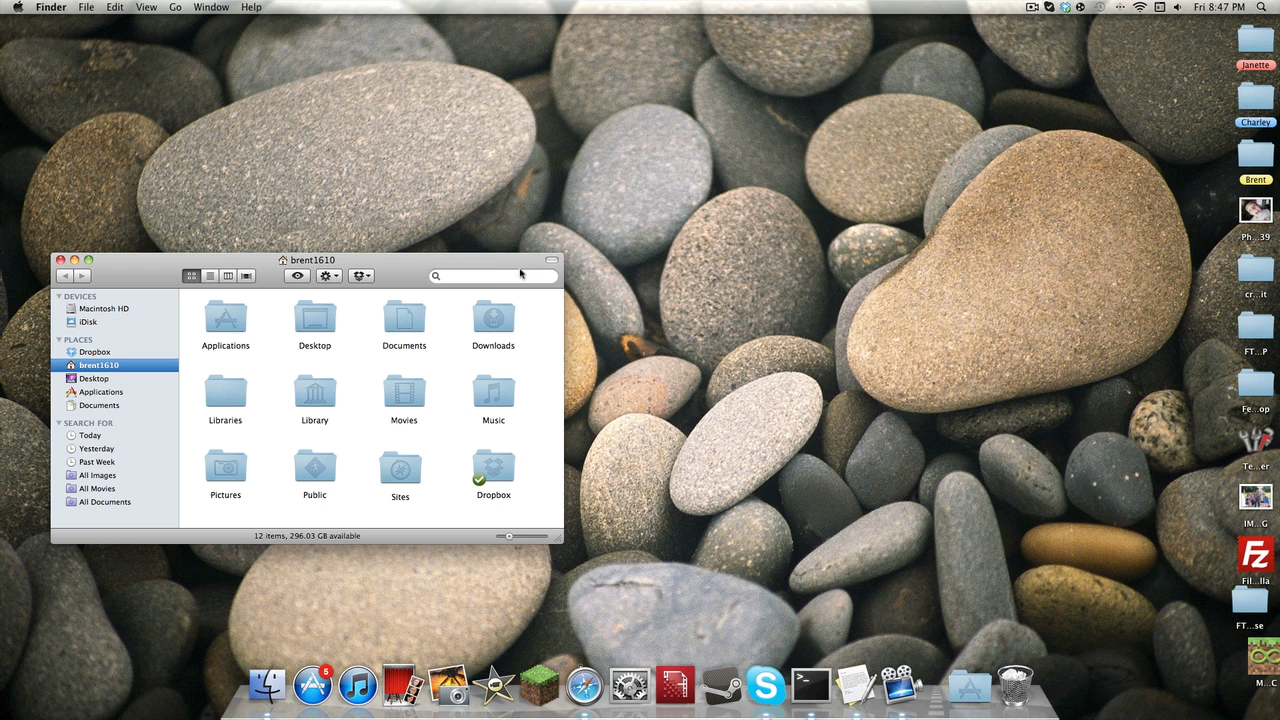 Finder File Edit View Go Window Help Fri 8:47 PM
Janette
Charley
Brent
Ph...39
cr...it
FT...P
Fe...op
Te...er
IM...G
Fz
Fil...lla
FT...se
M...C
brent1610
DEVICES
Macintosh HD
iDisk
PLACES
Dropbox
brent1610
Desktop
Applications
Documents
SEARCH FOR
Today
Yesterday
Past Week
All Images
All Movies
All Documents
Applications Desktop Documents Downloads
Libraries Library Movies Music
Pictures Public Sites Dropbox
12 items, 296.03 GB available
5